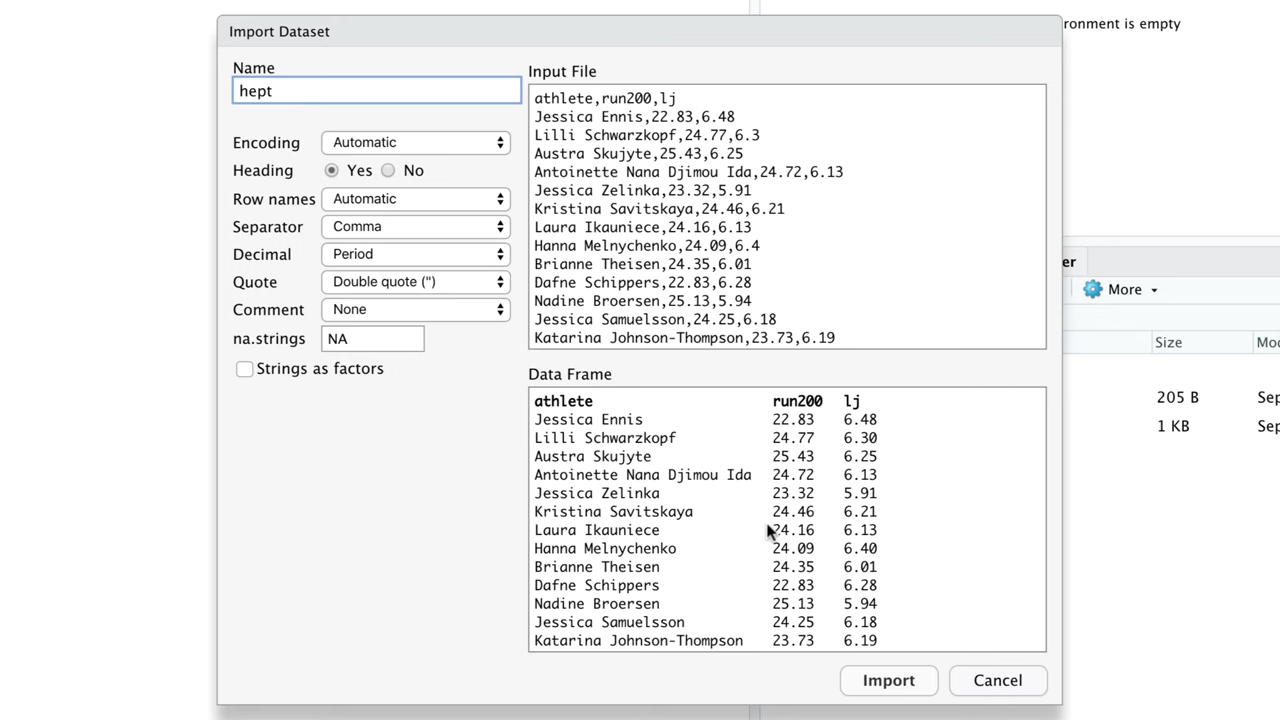 Import Dataset
ronment is empty
Name
hept
Encoding Automatic
Heading Yes No
Row names Automatic
Separator Comma
Decimal Period
Quote Double quote (")
Comment None
na.strings NA
Strings as factors
Input File
athlete,run200,lj
Jessica Ennis,22.83,6.48
Lilli Schwarzkopf,24.77,6.3
Austra Skujyte,25.43,6.25
Antoinette Nana Djimou Ida,24.72,6.13
Jessica Zelinka,23.32,5.91
Kristina Savitskaya,24.46,6.21
Laura Ikauniece,24.16,6.13
Hanna Melnychenko,24.09,6.4
Brianne Theisen,24.35,6.01
Dafne Schippers,22.83,6.28
Nadine Broersen,25.13,5.94
Jessica Samuelsson,24.25,6.18
Katarina Johnson-Thompson,23.73,6.19
Data Frame
athlete run200 lj
Jessica Ennis 22.83 6.48
Lilli Schwarzkopf 24.77 6.30
Austra Skujyte 25.43 6.25
Antoinette Nana Djimou Ida 24.72 6.13
Jessica Zelinka 23.32 5.91
Kristina Savitskaya 24.46 6.21
Laura Ikauniece 24.16 6.13
Hanna Melnychenko 24.09 6.40
Brianne Theisen 24.35 6.01
Dafne Schippers 22.83 6.28
Nadine Broersen 25.13 5.94
Jessica Samuelsson 24.25 6.18
Katarina Johnson-Thompson 23.73 6.19
Import Cancel
er
More
Size Moc
205 B Sep
1 KB Sep